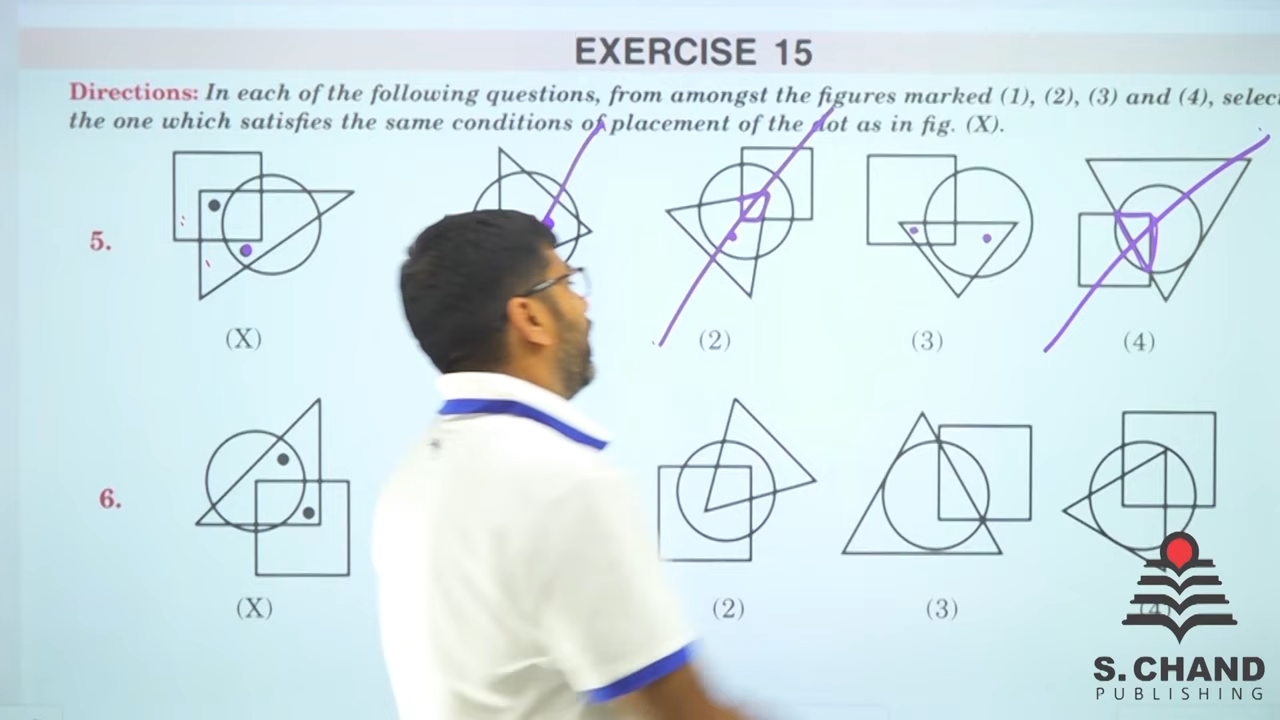 EXERCISE 15
Directions: In each of the following questions, from amongst the figures marked (1), (2), (3) and (4), select
the one which satisfies the same conditions of placement of the dot as in fig. (X).
5.
(X) (2) (3) (4)
6.
(X) (2) (3) (4)
S. CHAND
PUBLISHING